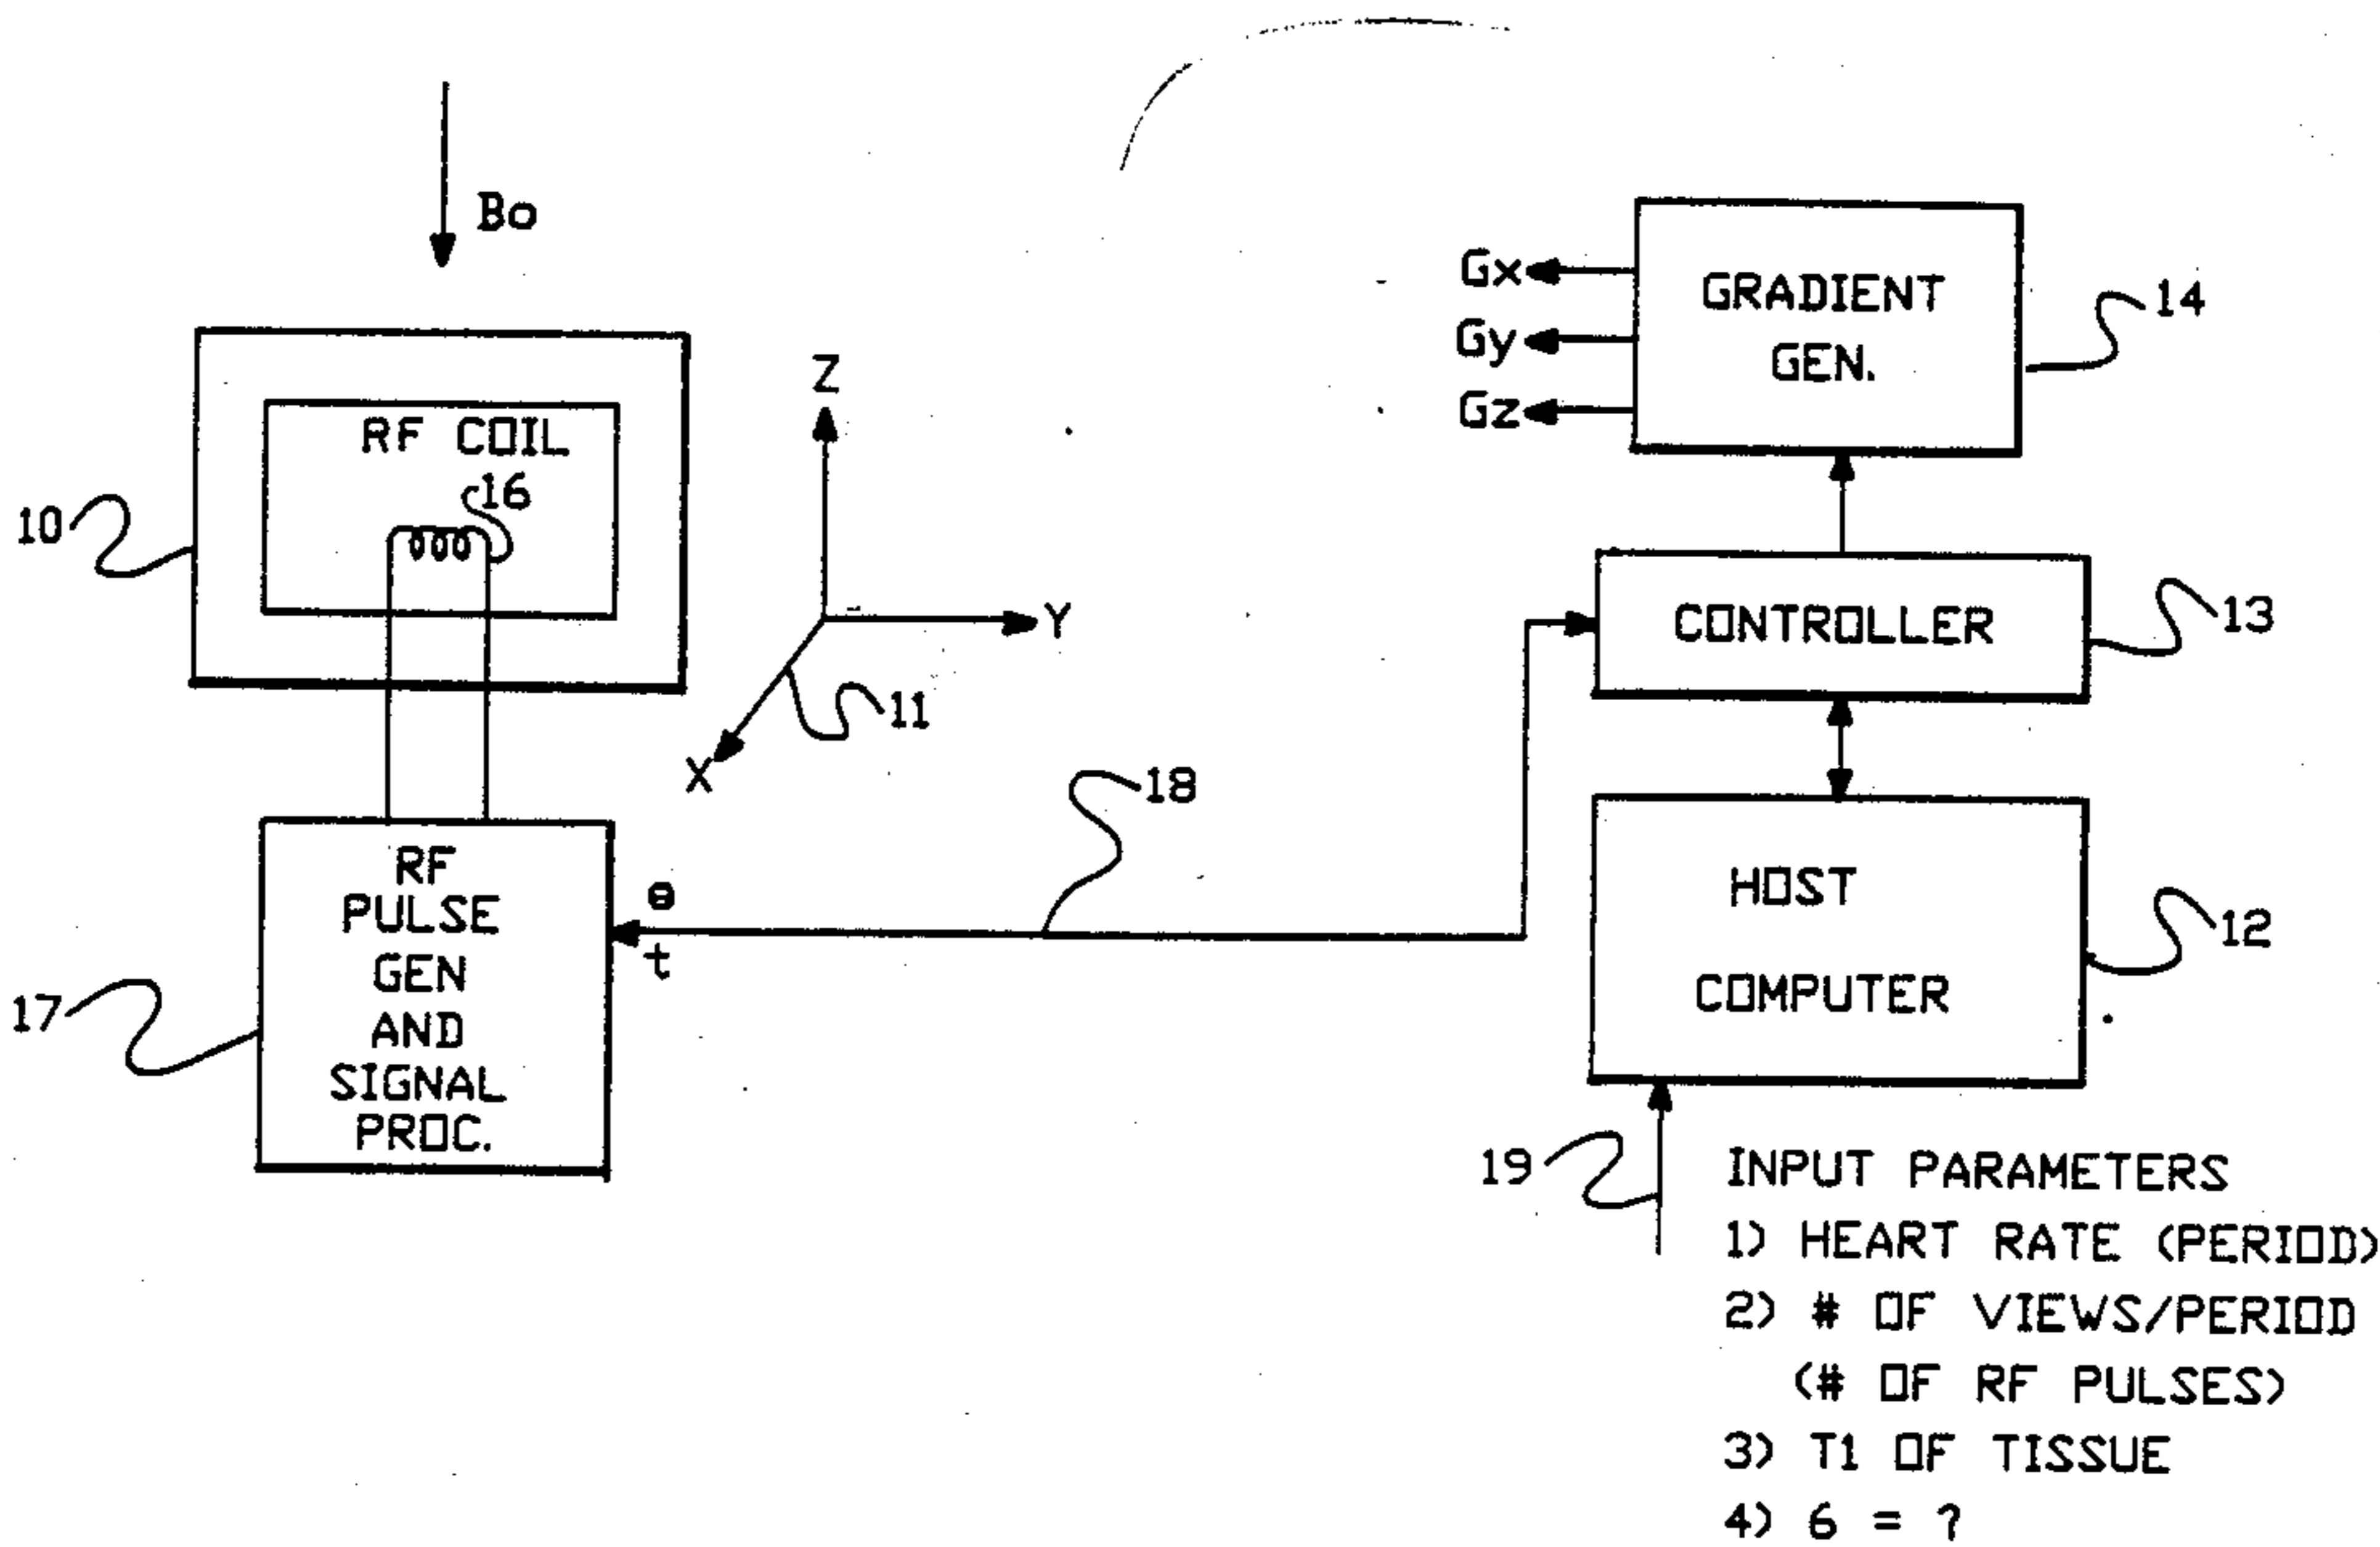 Bo
RF COIL
16
10
Z
Y
X
11
Gx
Gy
Gz
GRADIENT
GEN.
14
CONTROLLER
13
HOST
COMPUTER
12
18
θ
t
RF
PULSE
GEN
AND
SIGNAL
PROC.
17
19
INPUT PARAMETERS
1) HEART RATE (PERIOD)
2) # OF VIEWS/PERIOD
(# OF RF PULSES)
3) T1 OF TISSUE
4) 6 = ?